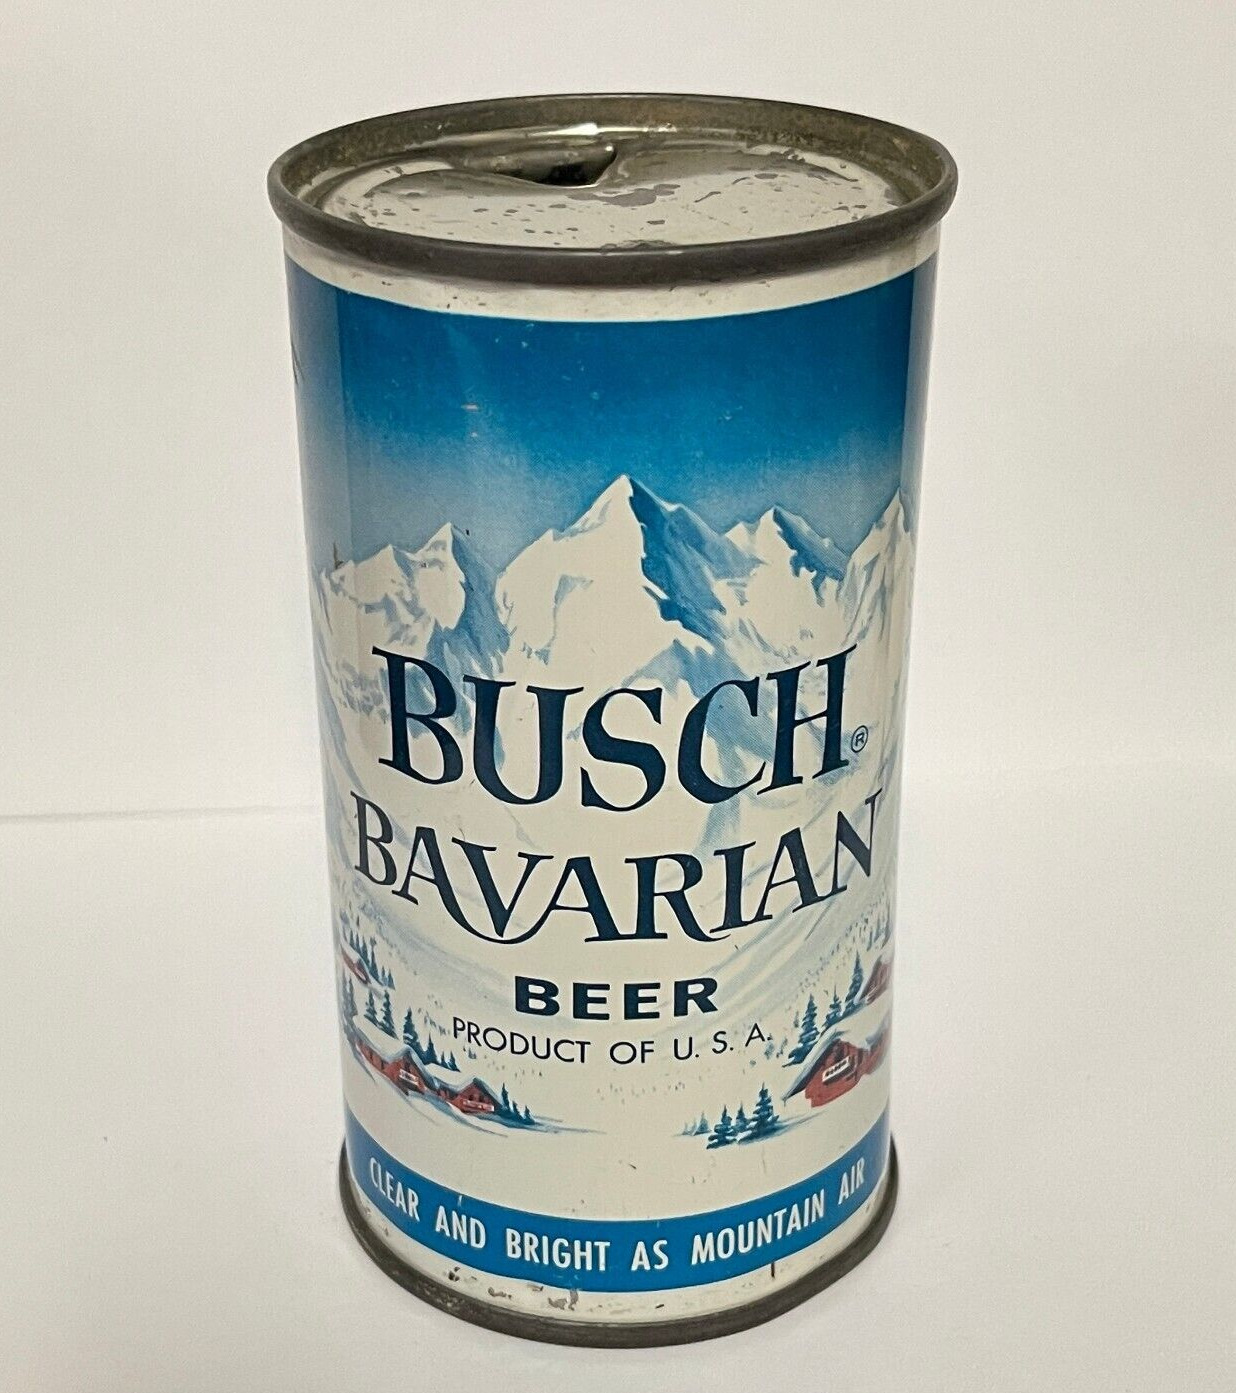 BUSCH®
BAVARIAN
BEER
PRODUCT OF U. S. A.
CLEAR AND BRIGHT AS MOUNTAIN AIR